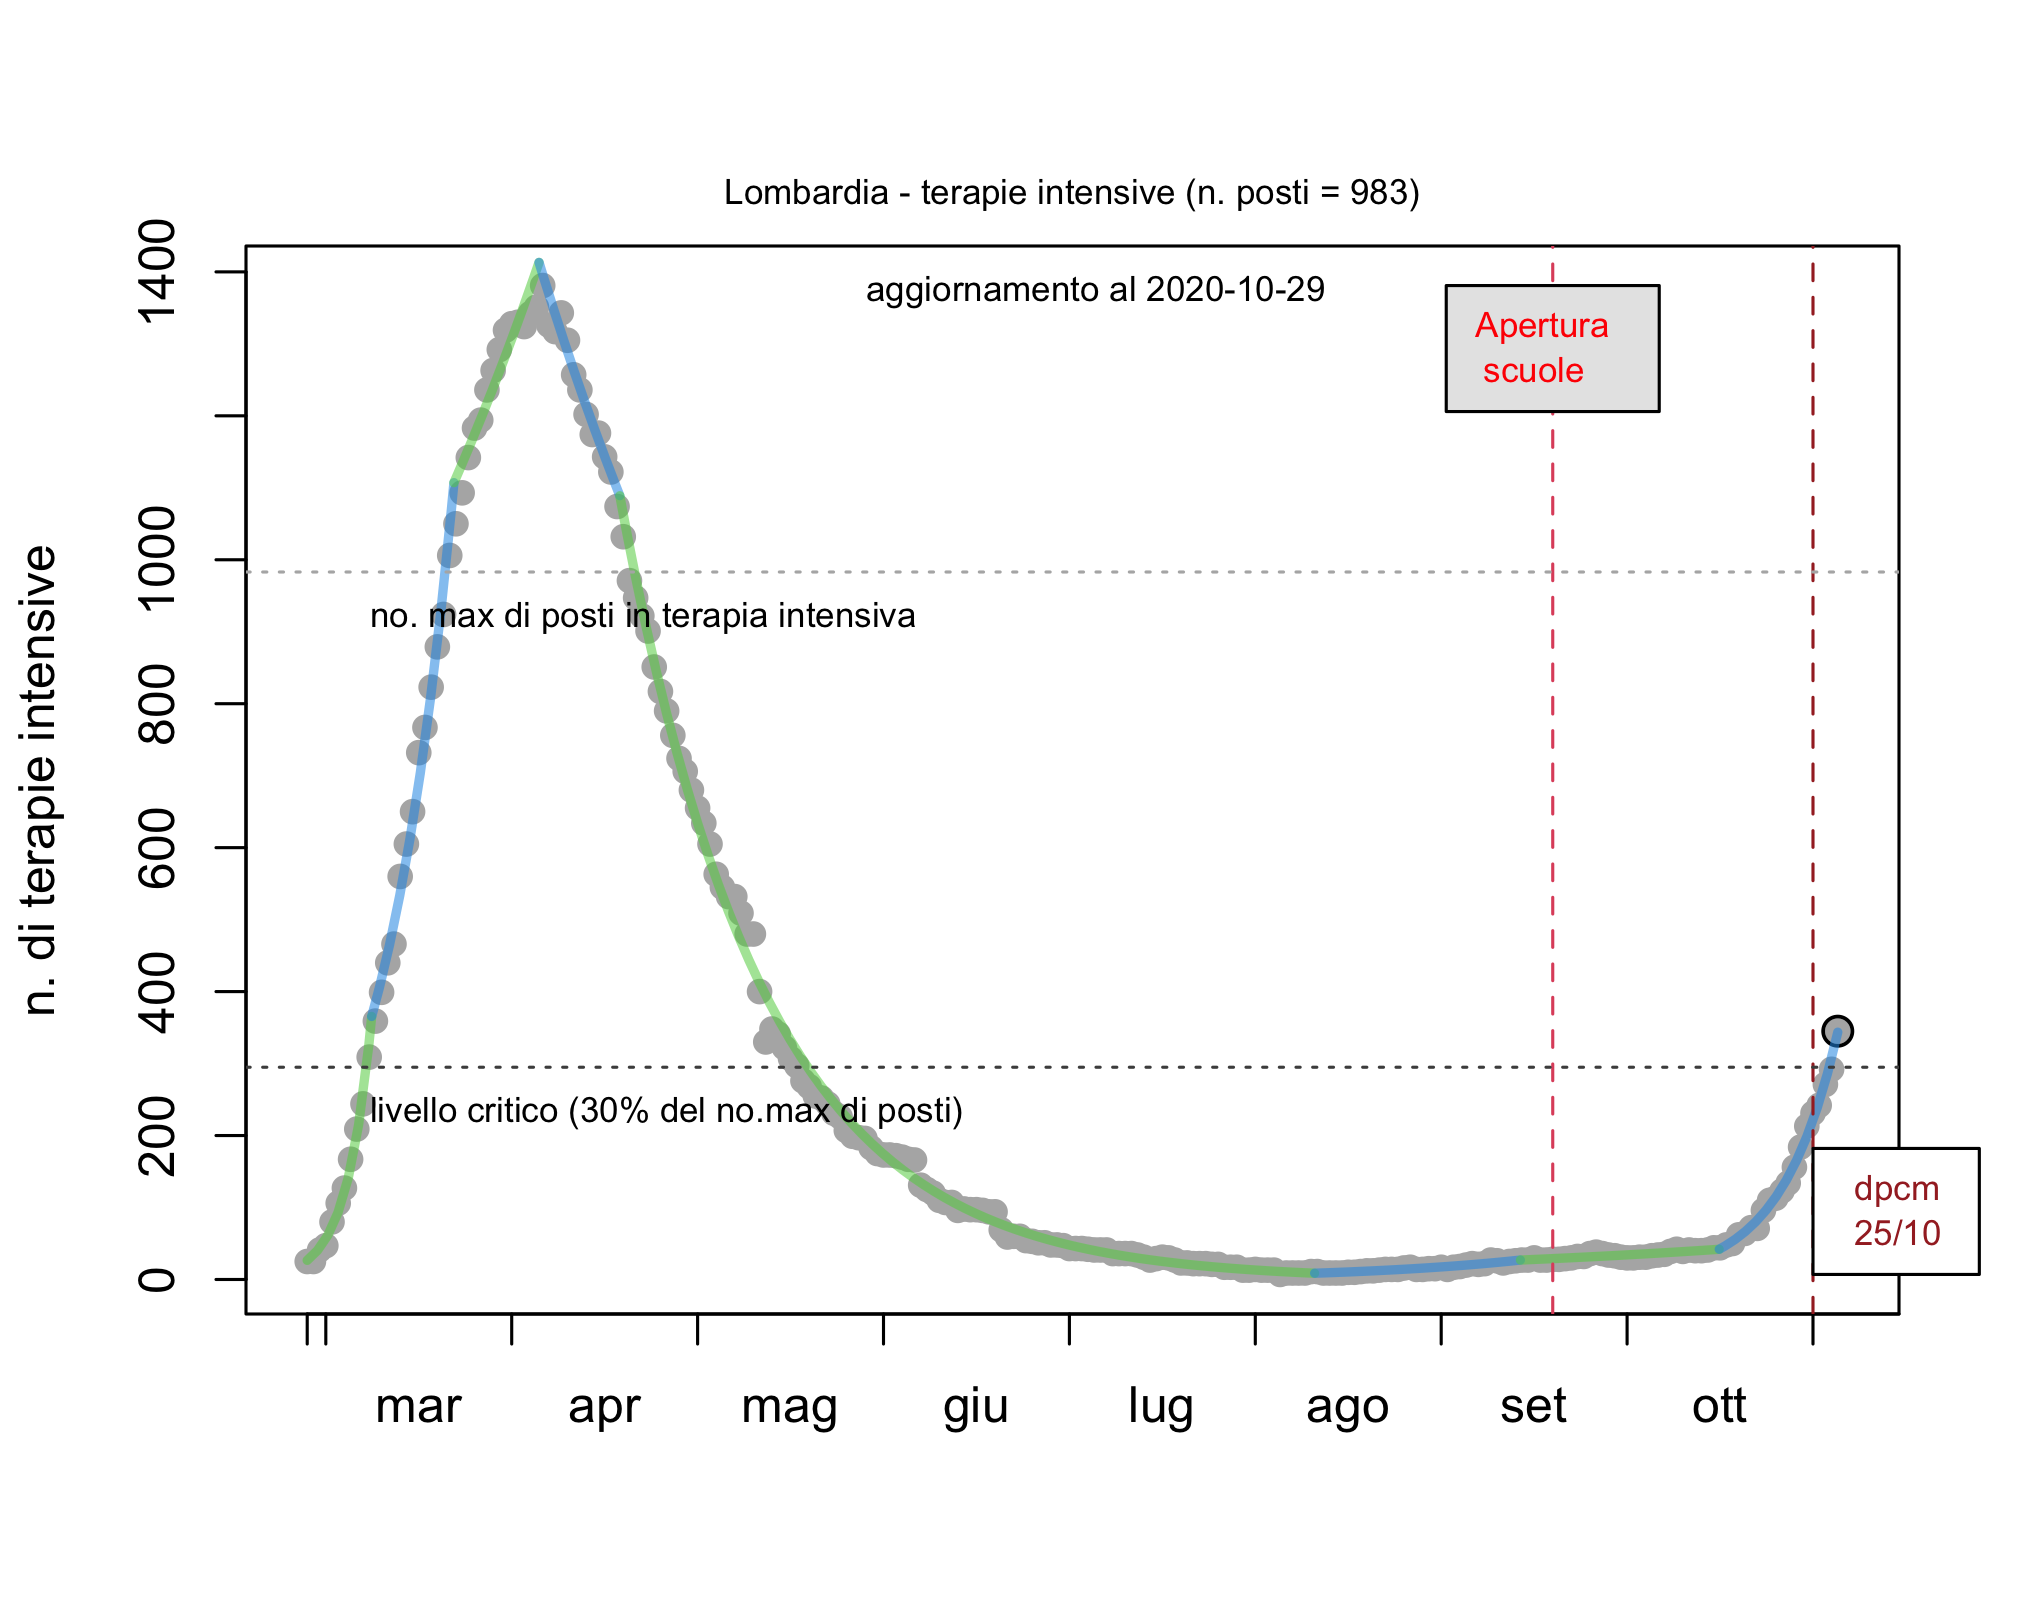 Lombardia - terapie intensive (n. posti = 983)
aggiornamento al 2020-10-29
Apertura
scuole
no. max di posti in terapia intensiva
livello critico (30% del no.max di posti)
dpcm
25/10
n. di terapie intensive
1400
1000
800
600
400
200
0
mar apr mag giu lug ago set ott